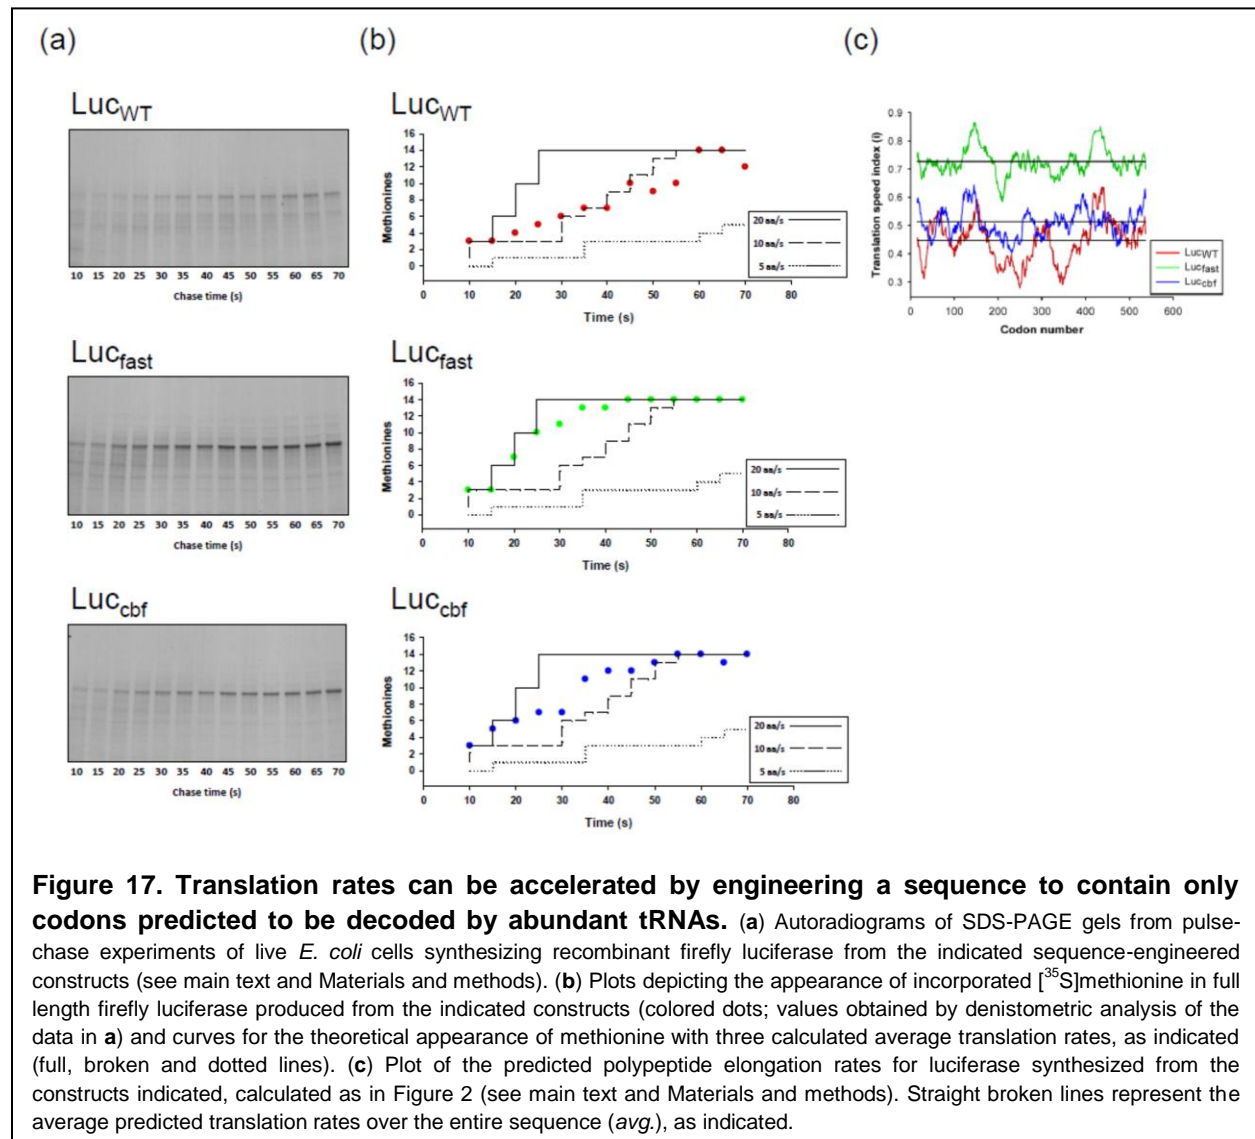 (a)
(b)
(c)
LucWT
10 15 20 25 30 35 40 45 50 55 60 65 70
Chase time (s)
LucWT
16
14
12
10
8
6
4
2
0
Methionines
20 aa/s
10 aa/s
5 aa/s
0 10 20 30 40 50 60 70 80
Time (s)
0.9
0.8
0.7
0.6
0.5
0.4
0.3
Translation speed index (i)
LucWT
Lucfast
Luccbf
0 100 200 300 400 500 600
Codon number
Lucfast
10 15 20 25 30 35 40 45 50 55 60 65 70
Chase time (s)
Lucfast
16
14
12
10
8
6
4
2
0
Methionines
20 aa/s
10 aa/s
5 aa/s
0 10 20 30 40 50 60 70 80
Time (s)
Luccbf
10 15 20 25 30 35 40 45 50 55 60 65 70
Chase time (s)
Luccbf
16
14
12
10
8
6
4
2
0
Methionines
20 aa/s
10 aa/s
5 aa/s
0 10 20 30 40 50 60 70 80
Time (s)
Figure 17. Translation rates can be accelerated by engineering a sequence to contain only
codons predicted to be decoded by abundant tRNAs. (a) Autoradiograms of SDS-PAGE gels from pulse-
chase experiments of live E. coli cells synthesizing recombinant firefly luciferase from the indicated sequence-engineered
constructs (see main text and Materials and methods). (b) Plots depicting the appearance of incorporated [³⁵S]methionine in full
length firefly luciferase produced from the indicated constructs (colored dots; values obtained by denistometric analysis of the
data in a) and curves for the theoretical appearance of methionine with three calculated average translation rates, as indicated
(full, broken and dotted lines). (c) Plot of the predicted polypeptide elongation rates for luciferase synthesized from the
constructs indicated, calculated as in Figure 2 (see main text and Materials and methods). Straight broken lines represent the
average predicted translation rates over the entire sequence (avg.), as indicated.